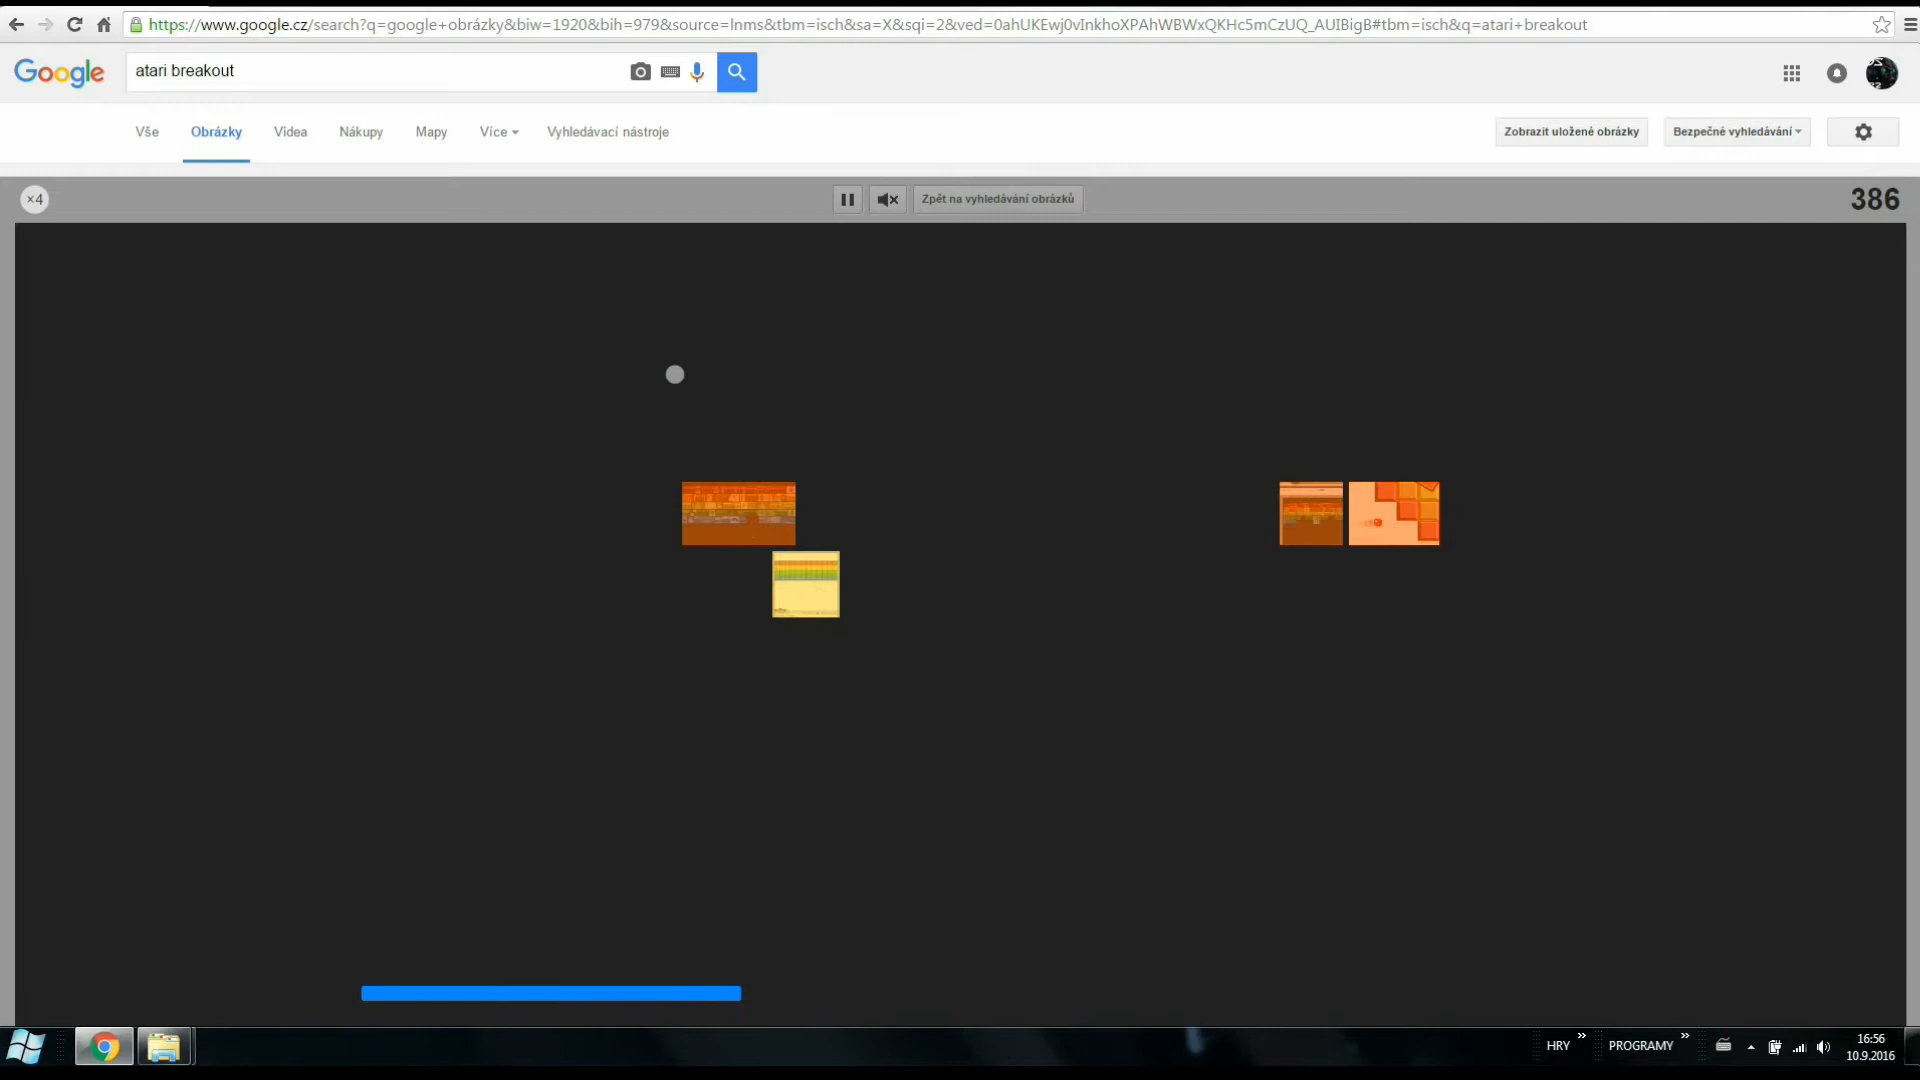 https://www.google.cz/search?q=google+obrázky&biw=1920&bih=979&source=lnms&tbm=isch&sa=X&sqi=2&ved=0ahUKEwj0vInkhoXPAhWBWxQKHc5mCzUQ_AUIBigB#tbm=isch&q=atari+breakout
Google atari breakout
Vše Obrázky Videa Nákupy Mapy Více Vyhledávací nástroje Zobrazit uložené obrázky Bezpečné vyhledávání
×4 Zpět na vyhledávání obrázků 386
HRY » PROGRAMY » 16:56
10.9.2016